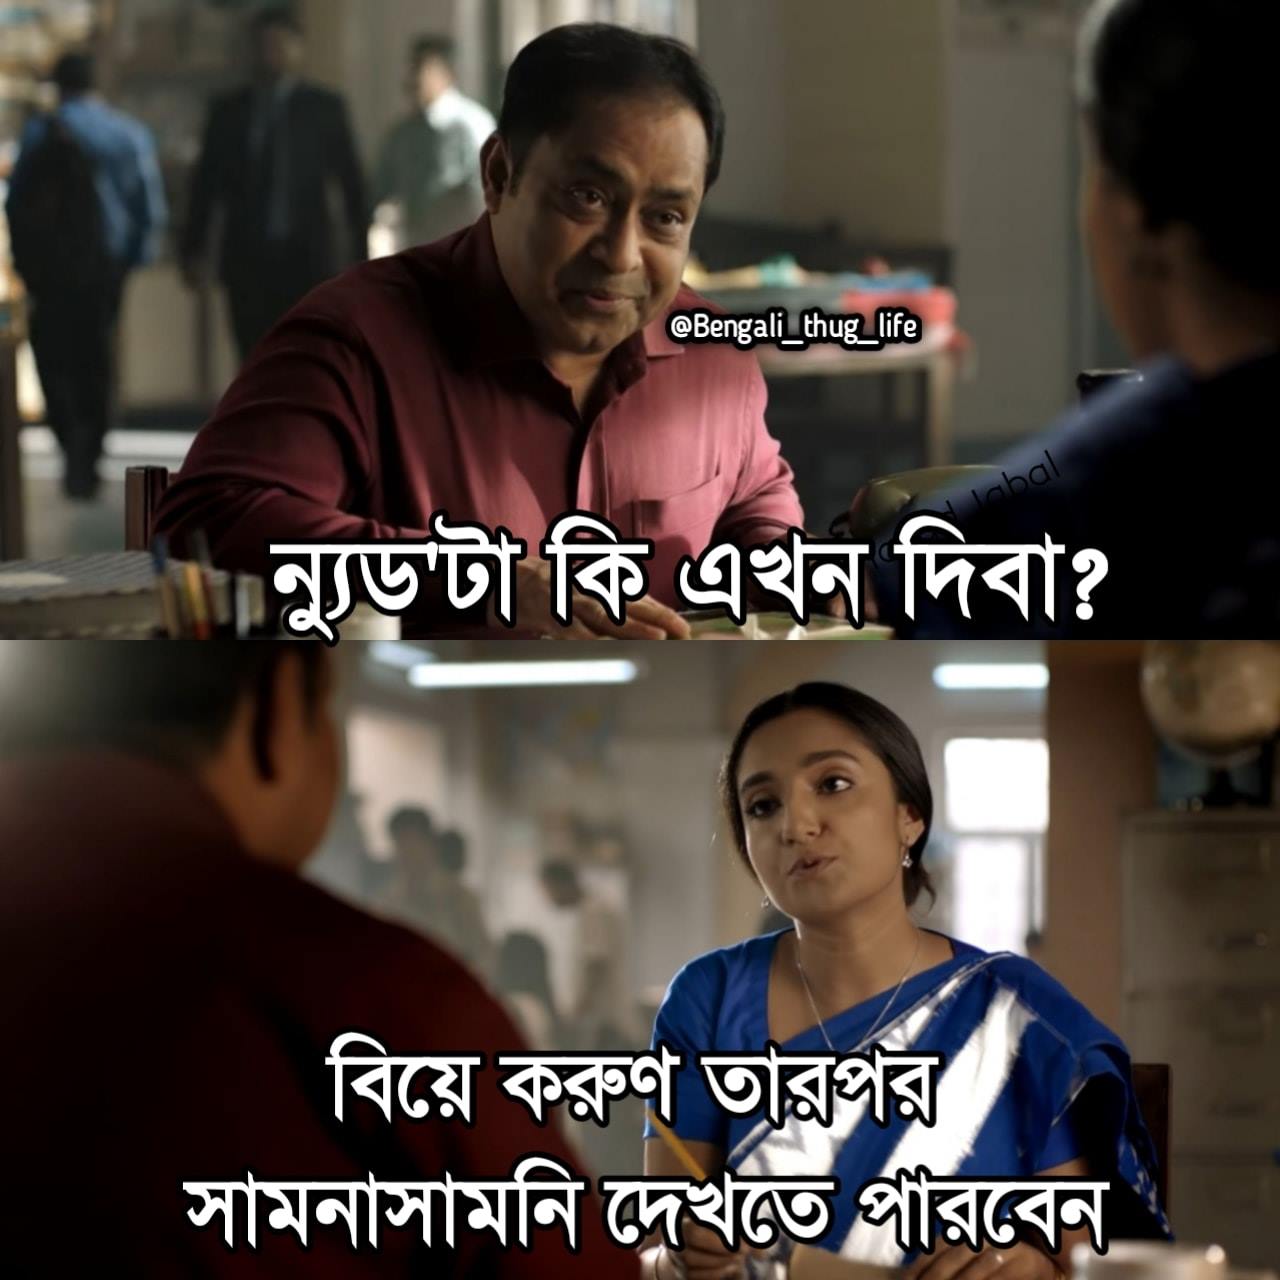 @Bengali_thug_life
ন্যুড'টা কি এখন দিবা?
বিয়ে করুণ তারপর
সামনাসামনি দেখতে পারবেন